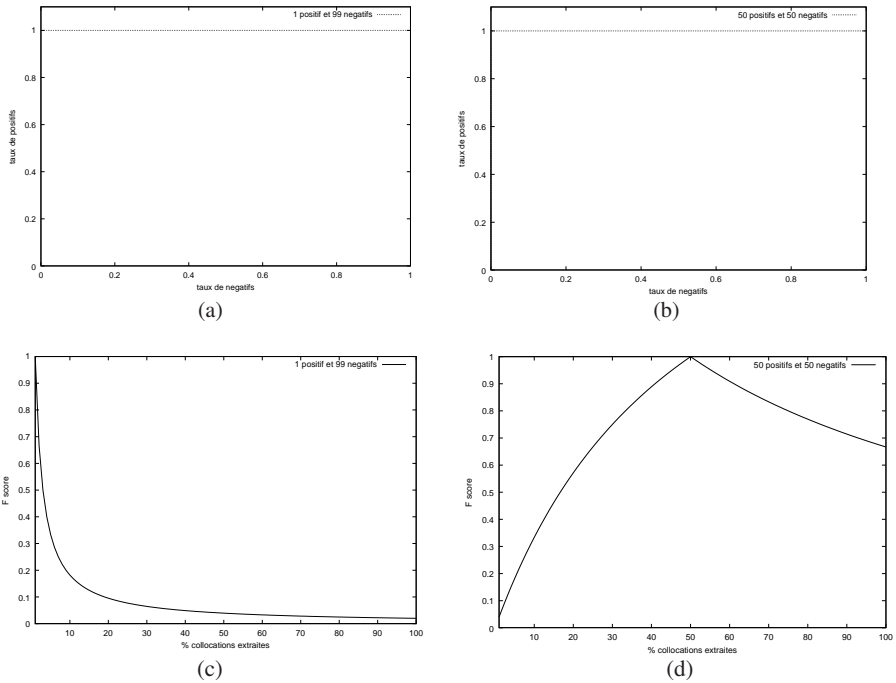 1 positif et 99 negatifs
1
0.8
0.6
0.4
0.2
0
taux de positifs
0 0.2 0.4 0.6 0.8 1
taux de negatifs
(a)
50 positifs et 50 negatifs
1
0.8
0.6
0.4
0.2
0
taux de positifs
0 0.2 0.4 0.6 0.8 1
taux de negatifs
(b)
1 positif et 99 negatifs
1
0.9
0.8
0.7
0.6
0.5
0.4
0.3
0.2
0.1
0
F score
10 20 30 40 50 60 70 80 90 100
% collocations extraites
(c)
50 positifs et 50 negatifs
1
0.9
0.8
0.7
0.6
0.5
0.4
0.3
0.2
0.1
0
F score
10 20 30 40 50 60 70 80 90 100
% collocations extraites
(d)